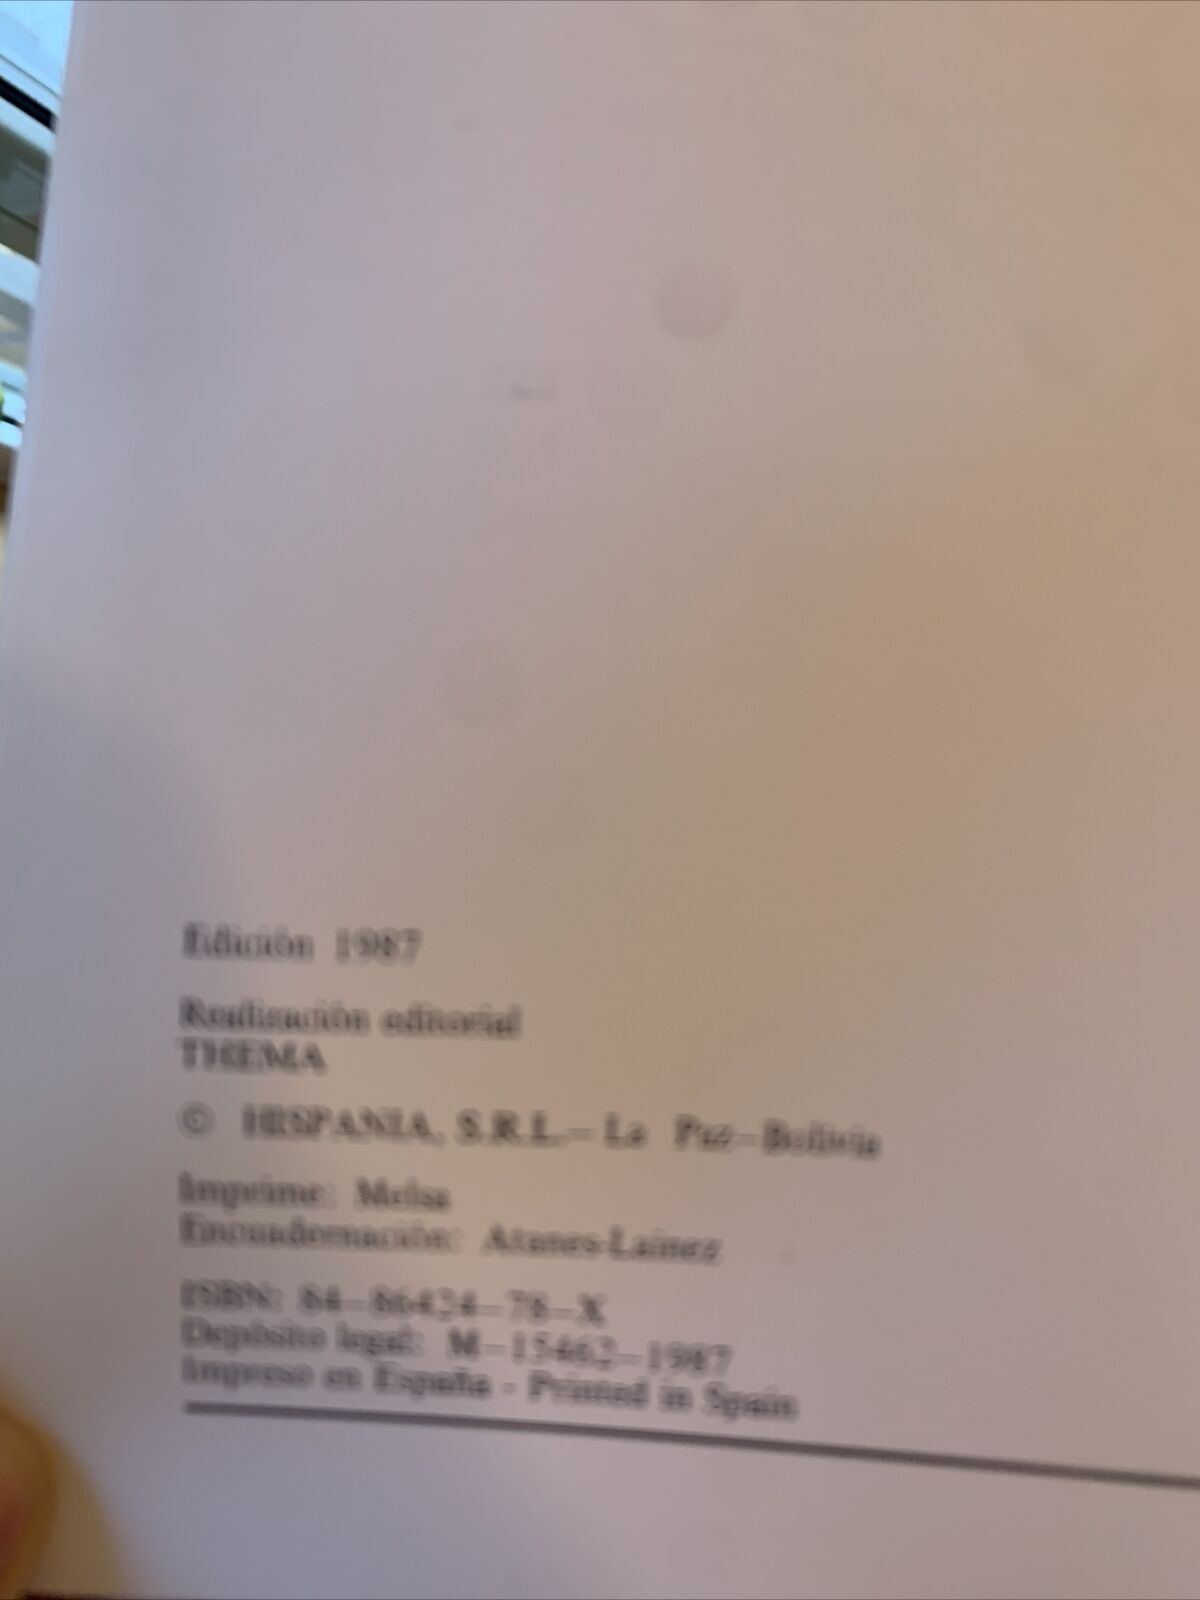 Edición 1987
Realización editorial
THEMA
© HISPANIA, S.R.L.– La Paz–Bolivia
Imprime: Melsa
Encuadernación: Atanes-Lainez
ISBN: 84–86424–78–X
Depósito legal: M–15462–1987
Impreso en España - Printed in Spain